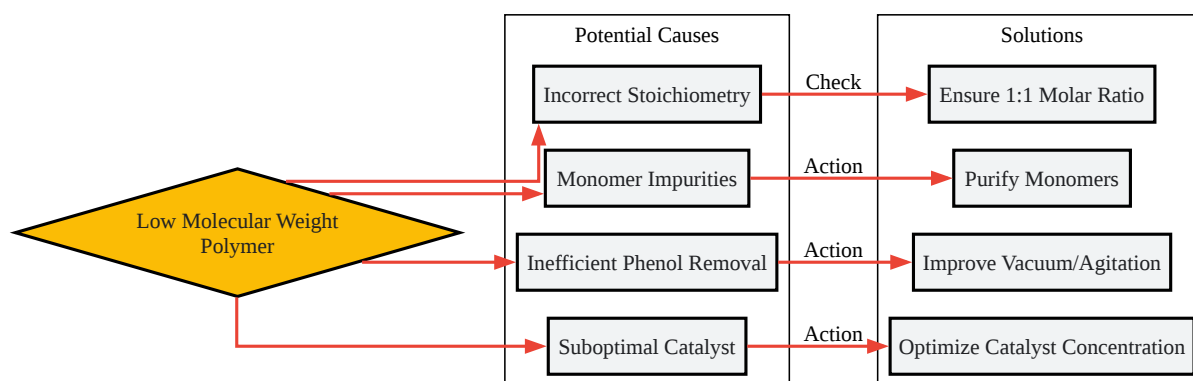 Potential Causes
Solutions
Incorrect Stoichiometry
Check
Ensure 1:1 Molar Ratio
Monomer Impurities
Action
Purify Monomers
Low Molecular Weight
Polymer
Inefficient Phenol Removal
Action
Improve Vacuum/Agitation
Suboptimal Catalyst
Action
Optimize Catalyst Concentration